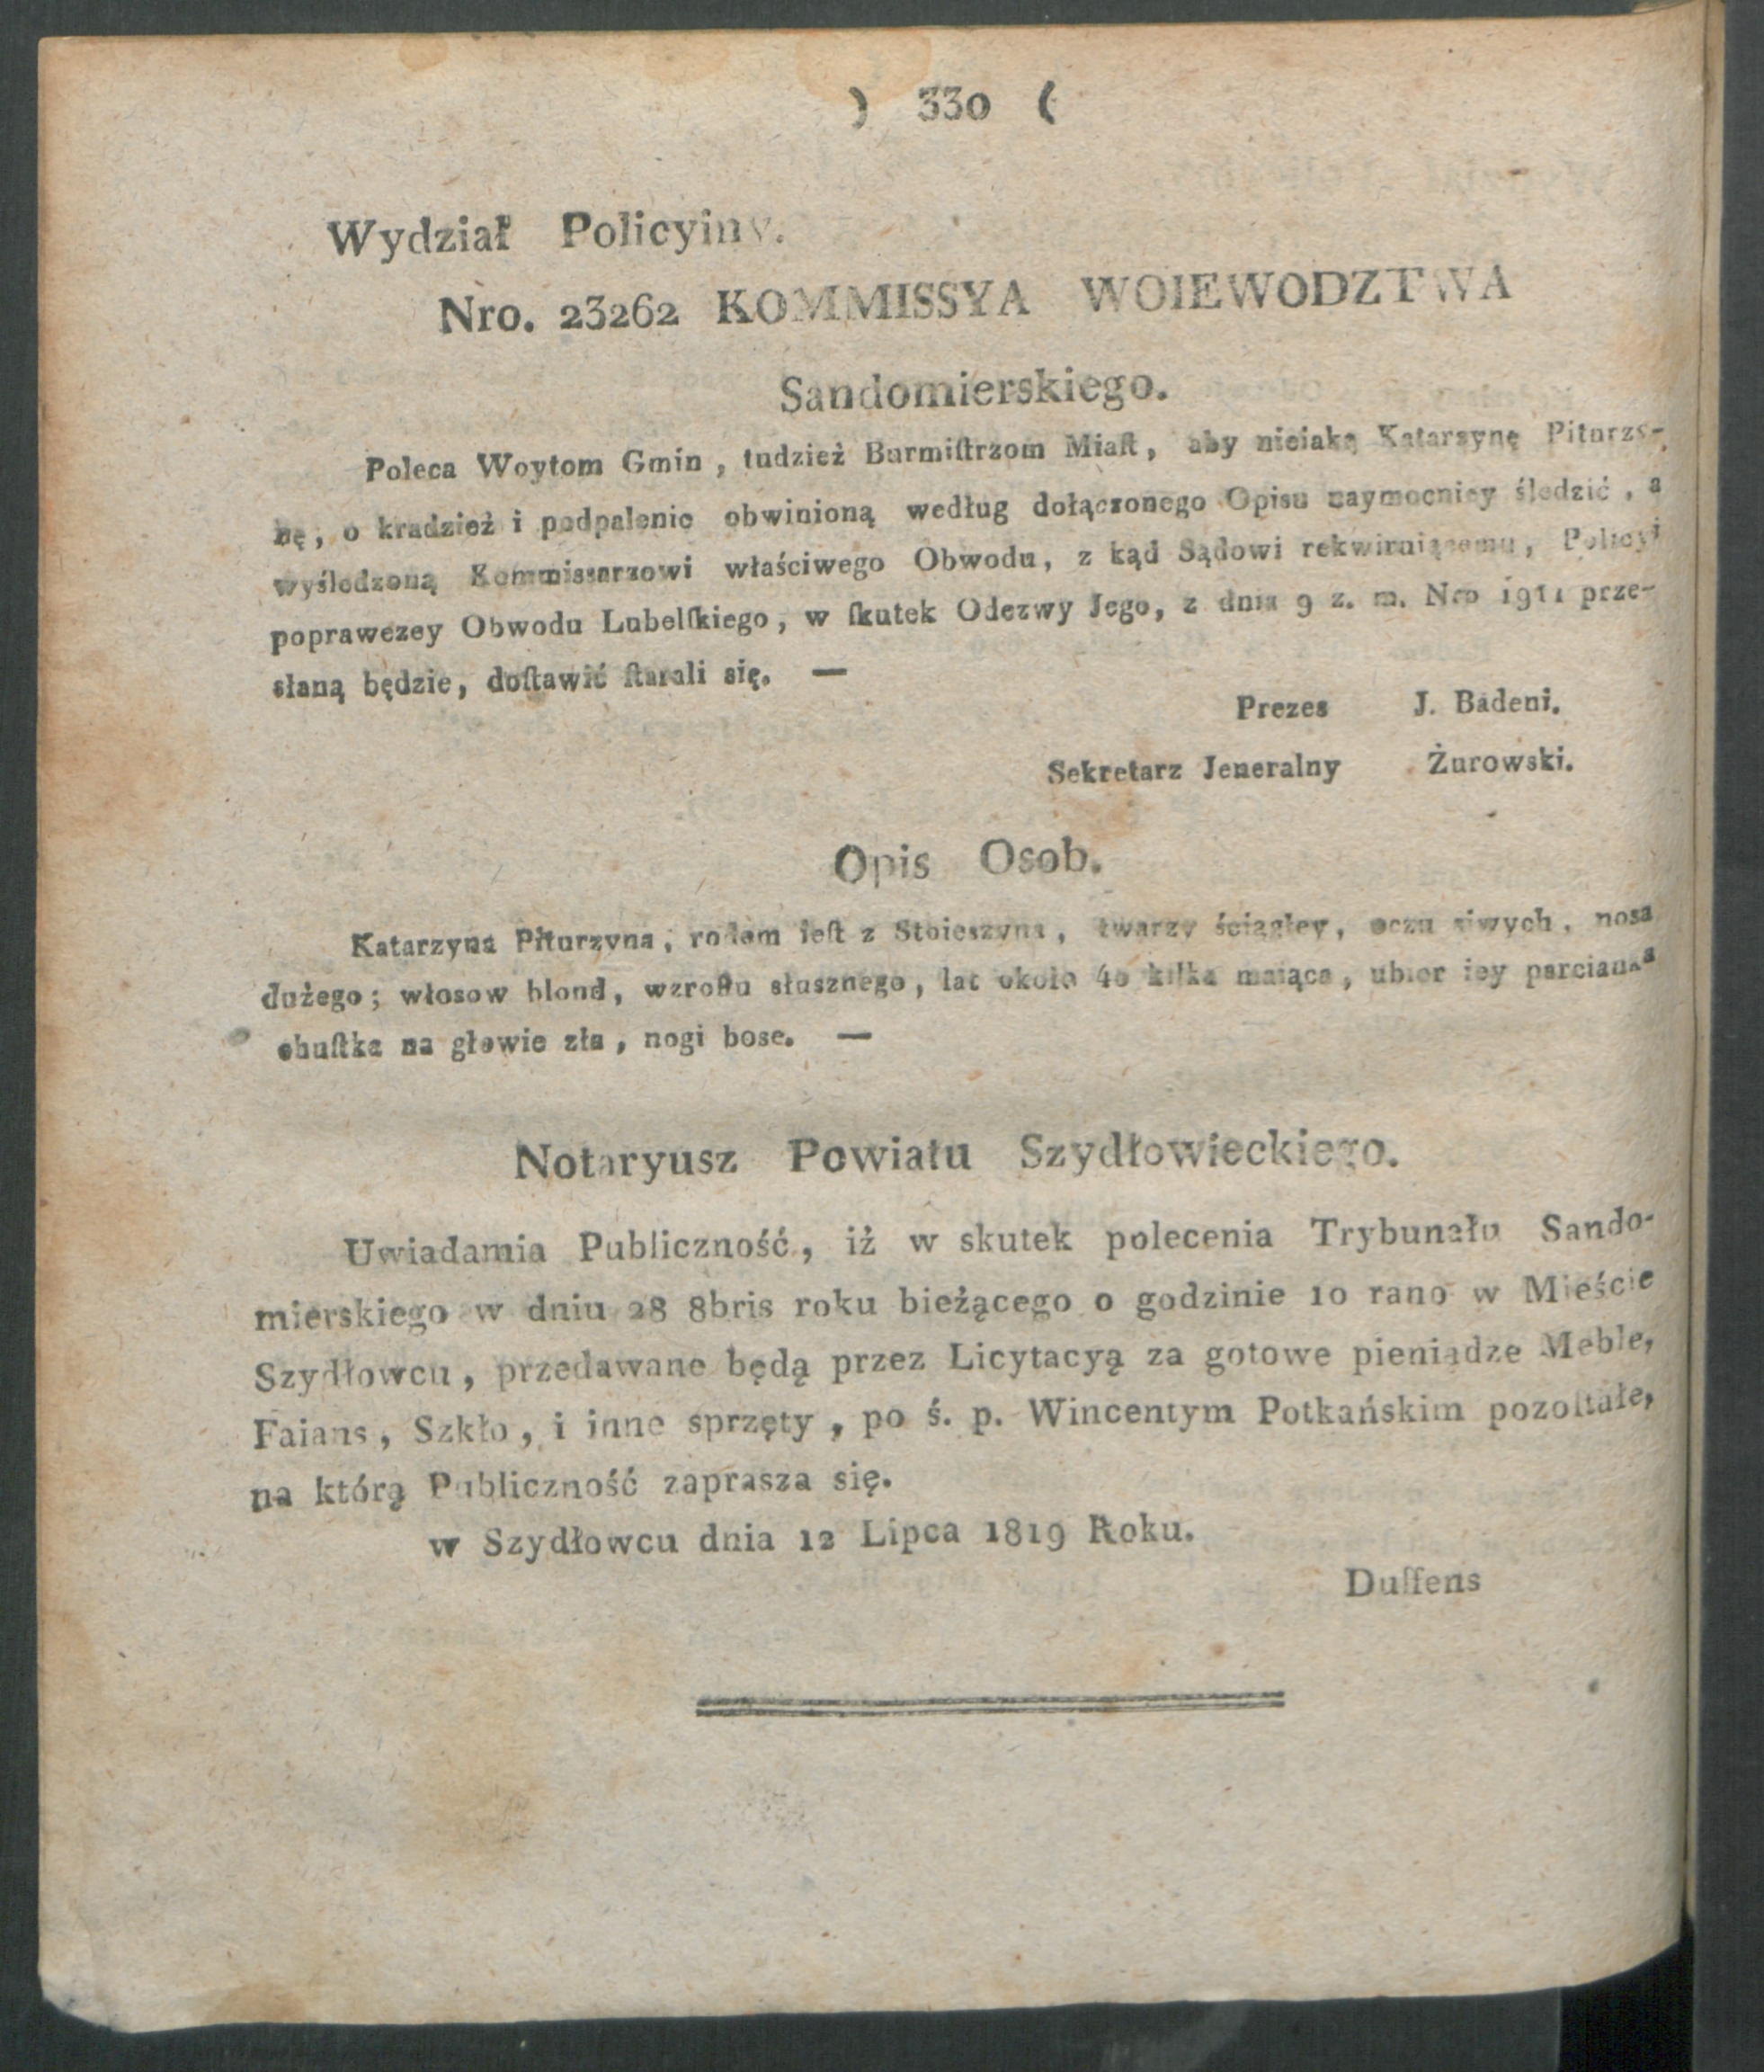 ) 330 (
Wydział Policyiny.
Nro. 23262 KOMMISSYA WOIEWODZTWA
Sandomierskiego.
Poleca Woytom Gmin, tudzież Burmiſtrzom Miaſt, aby nieiaką Katarzynę Piturzy-
nę, o kradzież i podpalenie obwinioną według dołączonego Opisu naymocniey śledzić, a
wyśledzoną Kommissarzowi właściwego Obwodu, z kąd Sądowi rekwiruiącemu, Policyi
poprawczey Obwodu Lubelſkiego, w ſkutek Odezwy Jego, z dnia 9 z. m. Nro 1911 prze-
słaną będzie, doſtawić ſtarali się. —
Prezes J. Badeni.
Sekretarz Jeneralny Żurowski.
Opis Osob.
Katarzyna Piturzyna, rodem ieſt z Stoieszyna, twarzy ściągłey, oczu siwych, nosa
dużego; włosow blond, wzroſtu słusznego, lat około 40 kilka maiąca, ubior iey parcianka
chuſtka na głowie zła, nogi bose. —
Notaryusz Powiatu Szydłowieckiego.
Uwiadamia Publiczność, iż w skutek polecenia Trybunału Sando-
mierskiego w dniu 28 8bris roku bieżącego o godzinie 10 rano w Mieście
Szydłowcu, przedawane będą przez Licytacyą za gotowe pieniądze Meble,
Faians, Szkło, i inne sprzęty, po ś. p. Wincentym Potkańskim pozoſtałe,
na którą Publiczność zaprasza się.
w Szydłowcu dnia 12 Lipca 1819 Roku.
Duſſens